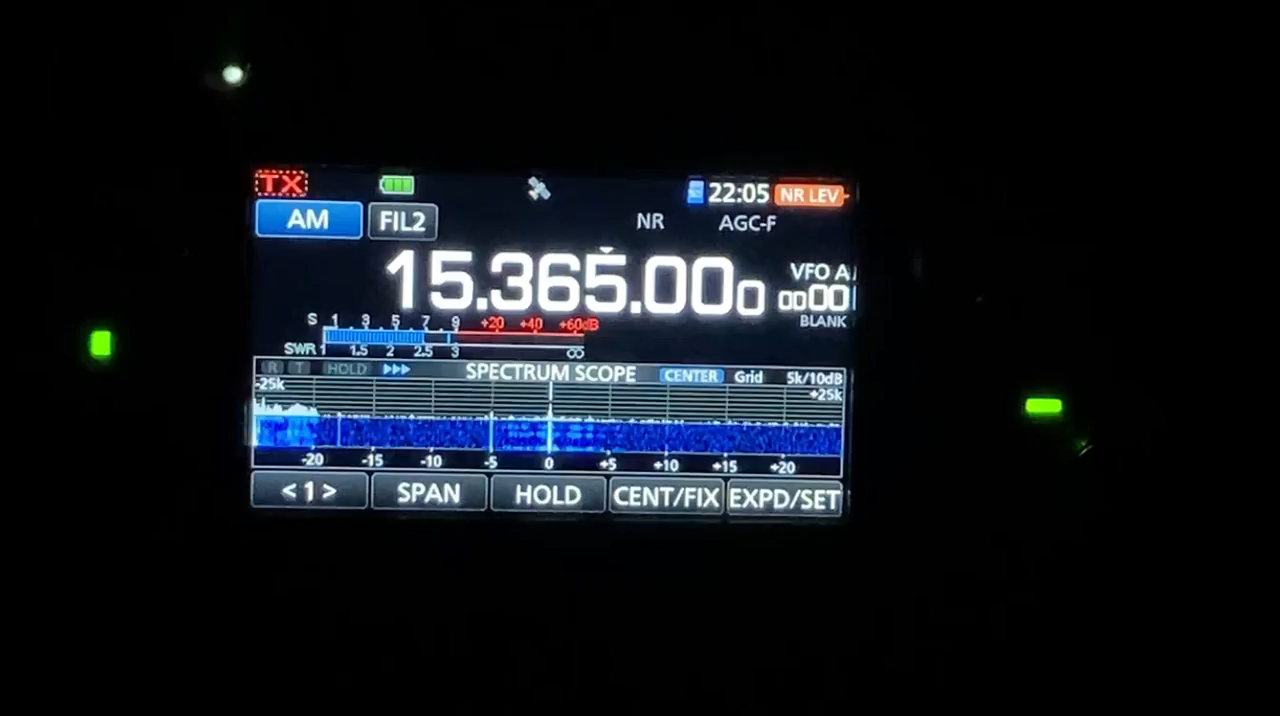 TX 22:05 NR LEV
AM FIL2 NR AGC-F
15.365.000 VFO A
0000
BLANK
S 1 3 5 7 9 +20 +40 +60dB
SWR 1 1.5 2 2.5 3 ∞
R T HOLD SPECTRUM SCOPE CENTER Grid 5k/10dB
-25k +25k
-20 -15 -10 -5 0 +5 +10 +15 +20
<1> SPAN HOLD CENT/FIX EXPD/SET